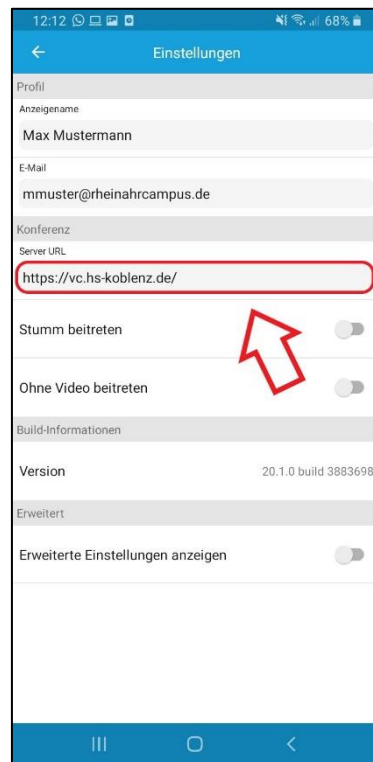 12:12 68%
Einstellungen
Profil
Anzeigename
Max Mustermann
E-Mail
mmuster@rheinahrcampus.de
Konferenz
Server URL
https://vc.hs-koblenz.de/
Stumm beitreten
Ohne Video beitreten
Build-Informationen
Version 20.1.0 build 3883698
Erweitert
Erweiterte Einstellungen anzeigen